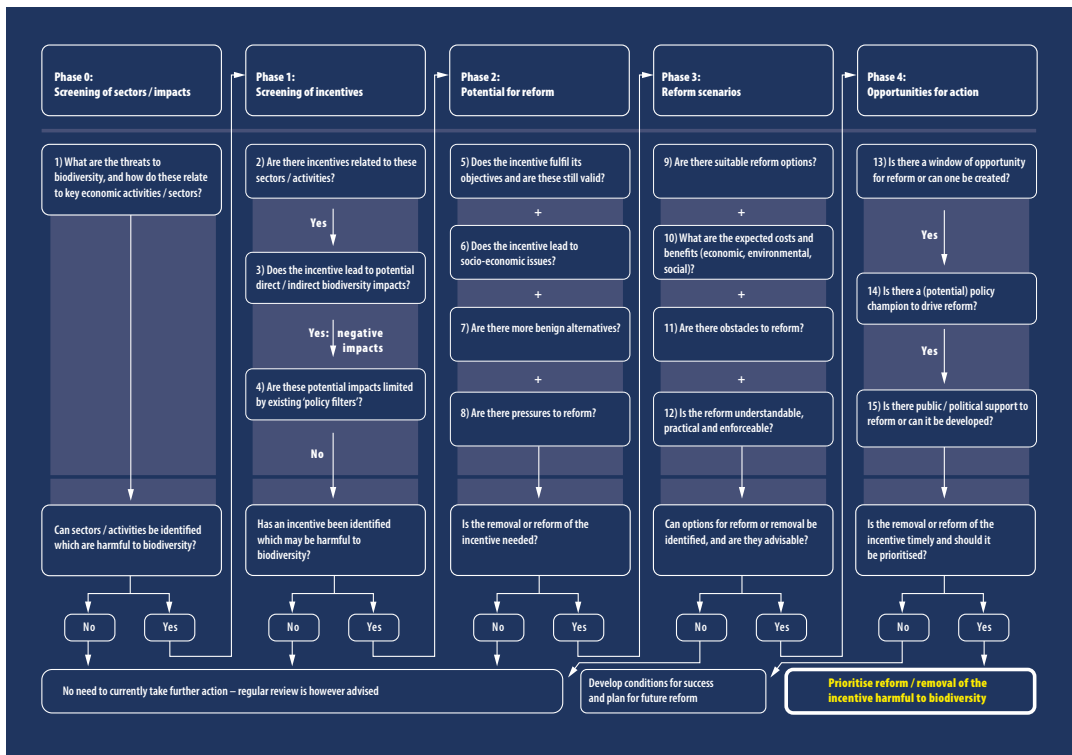 Phase 0:
Screening of sectors / impacts
Phase 1:
Screening of incentives
Phase 2:
Potential for reform
Phase 3:
Reform scenarios
Phase 4:
Opportunities for action
1) What are the threats to
biodiversity, and how do these relate
to key economic activities / sectors?
Can sectors / activities be identified
which are harmful to biodiversity?
No
Yes
2) Are there incentives related to these
sectors / activities?
Yes
3) Does the incentive lead to potential
direct / indirect biodiversity impacts?
Yes: negative
impacts
4) Are these potential impacts limited
by existing ‘policy filters’?
No
Has an incentive been identified
which may be harmful to
biodiversity?
No
Yes
5) Does the incentive fulfil its
objectives and are these still valid?
+
6) Does the incentive lead to
socio-economic issues?
+
7) Are there more benign alternatives?
+
8) Are there pressures to reform?
Is the removal or reform of the
incentive needed?
No
Yes
9) Are there suitable reform options?
+
10) What are the expected costs and
benefits (economic, environmental,
social)?
+
11) Are there obstacles to reform?
+
12) Is the reform understandable,
practical and enforceable?
Can options for reform or removal be
identified, and are they advisable?
No
Yes
13) Is there a window of opportunity
for reform or can one be created?
Yes
14) Is there a (potential) policy
champion to drive reform?
Yes
15) Is there public / political support to
reform or can it be developed?
Is the removal or reform of the
incentive timely and should it
be prioritised?
No
Yes
No need to currently take further action – regular review is however advised
Develop conditions for success
and plan for future reform
Prioritise reform / removal of the
incentive harmful to biodiversity